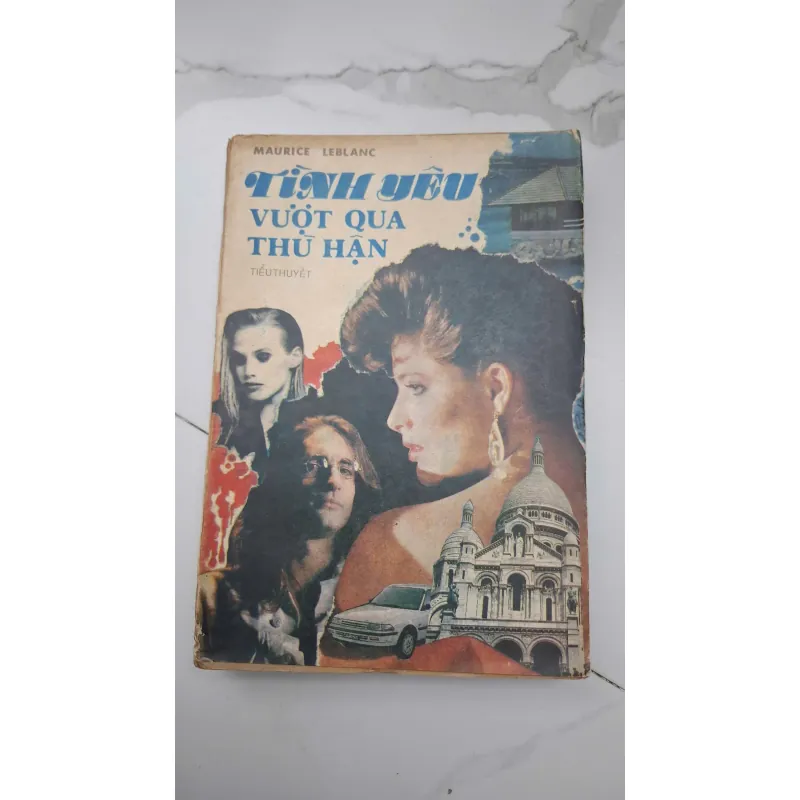 MAURICE LEBLANC
TÌNH YÊU
VƯỢT QUA
THÙ HẬN
TIỂU THUYẾT